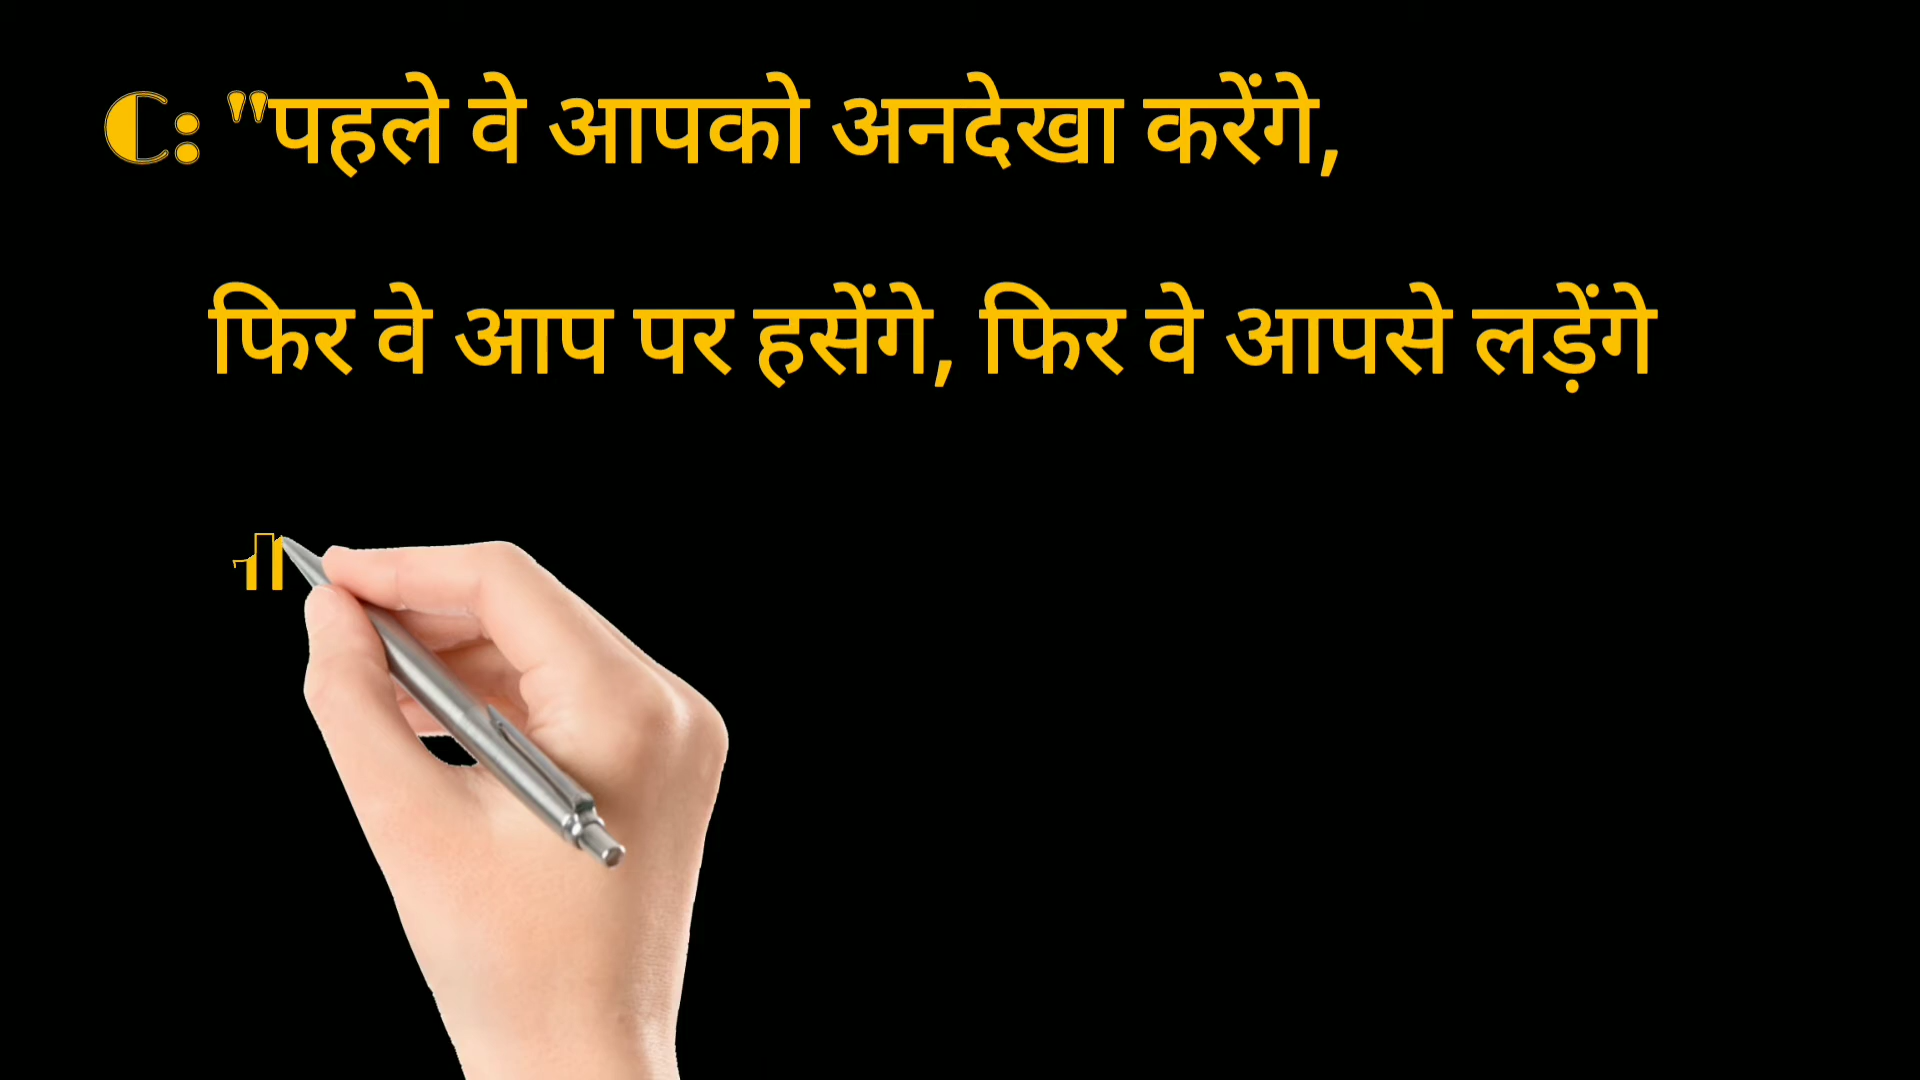 C: "पहले वे आपको अनदेखा करेंगे,
फिर वे आप पर हसेंगे, फिर वे आपसे लड़ेंगे